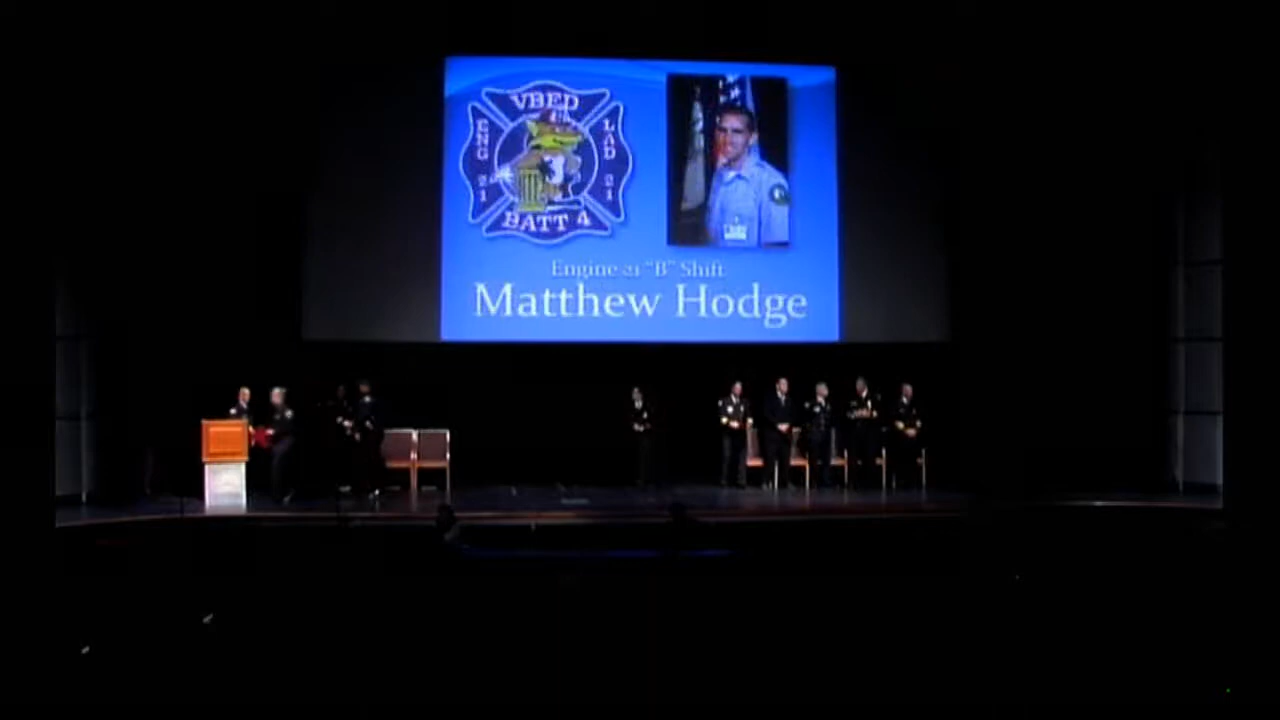 VBFD
ENG 21
LAD 21
BATT 4
Engine 21 "B" Shift
Matthew Hodge